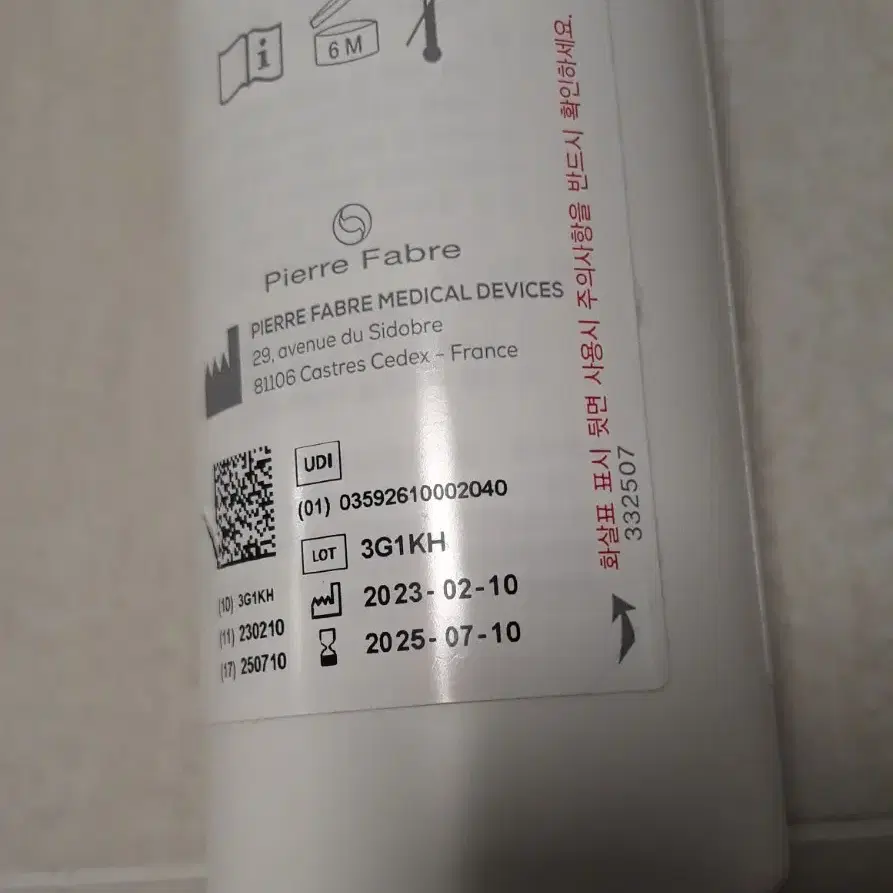 i
6 M
Pierre Fabre
PIERRE FABRE MEDICAL DEVICES
29, avenue du Sidobre
81106 Castres Cedex - France
UDI
(01) 03592610002040
LOT 3G1KH
2023-02-10
2025-07-10
(10) 3G1KH
(11) 230210
(17) 250710
화살표 표시 뒷면 사용시 주의사항을 반드시 확인하세요.
332507